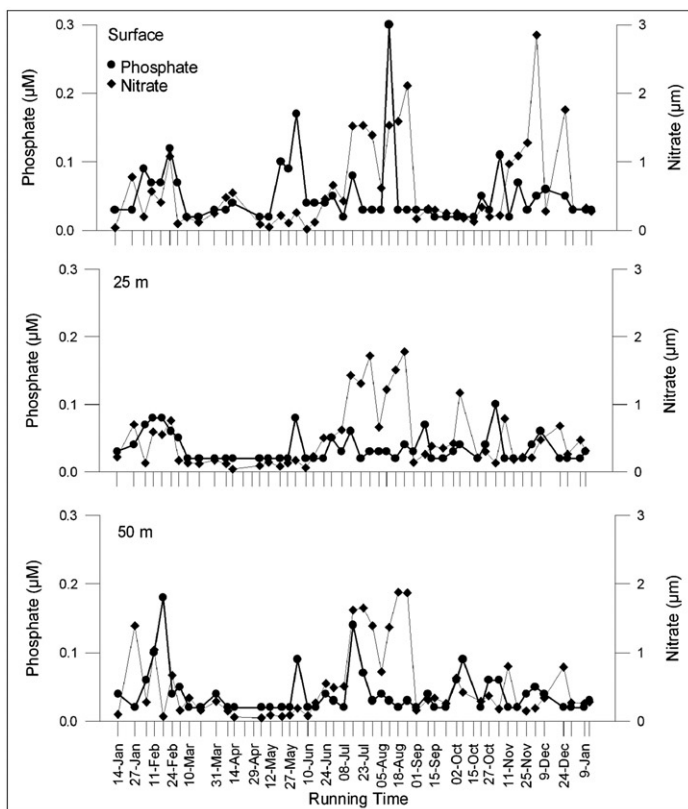 Surface
Phosphate
Nitrate
Phosphate (µM)
0.3
0.2
0.1
0.0
3
2
1
0
Nitrate (µm)
25 m
Phosphate (µM)
0.3
0.2
0.1
0.0
3
2
1
0
Nitrate (µm)
50 m
Phosphate (µM)
0.3
0.2
0.1
0.0
3
2
1
0
Nitrate (µm)
14-Jan
27-Jan
11-Feb
24-Feb
10-Mar
31-Mar
14-Apr
29-Apr
12-May
27-May
10-Jun
24-Jun
08-Jul
23-Jul
05-Aug
18-Aug
01-Sep
15-Sep
02-Oct
15-Oct
27-Oct
11-Nov
25-Nov
9-Dec
24-Dec
9-Jan
Running Time